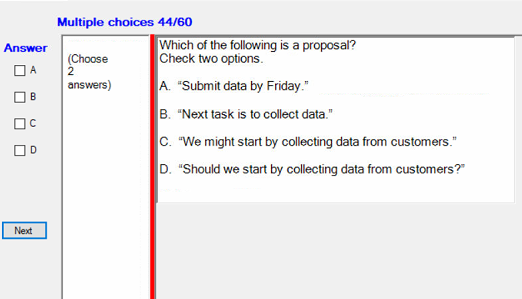 Multiple choices 44/60
Answer
A
B
C
D
Next
(Choose
2
answers)
Which of the following is a proposal?
Check two options.
A. “Submit data by Friday.”
B. “Next task is to collect data.”
C. “We might start by collecting data from customers.”
D. “Should we start by collecting data from customers?”